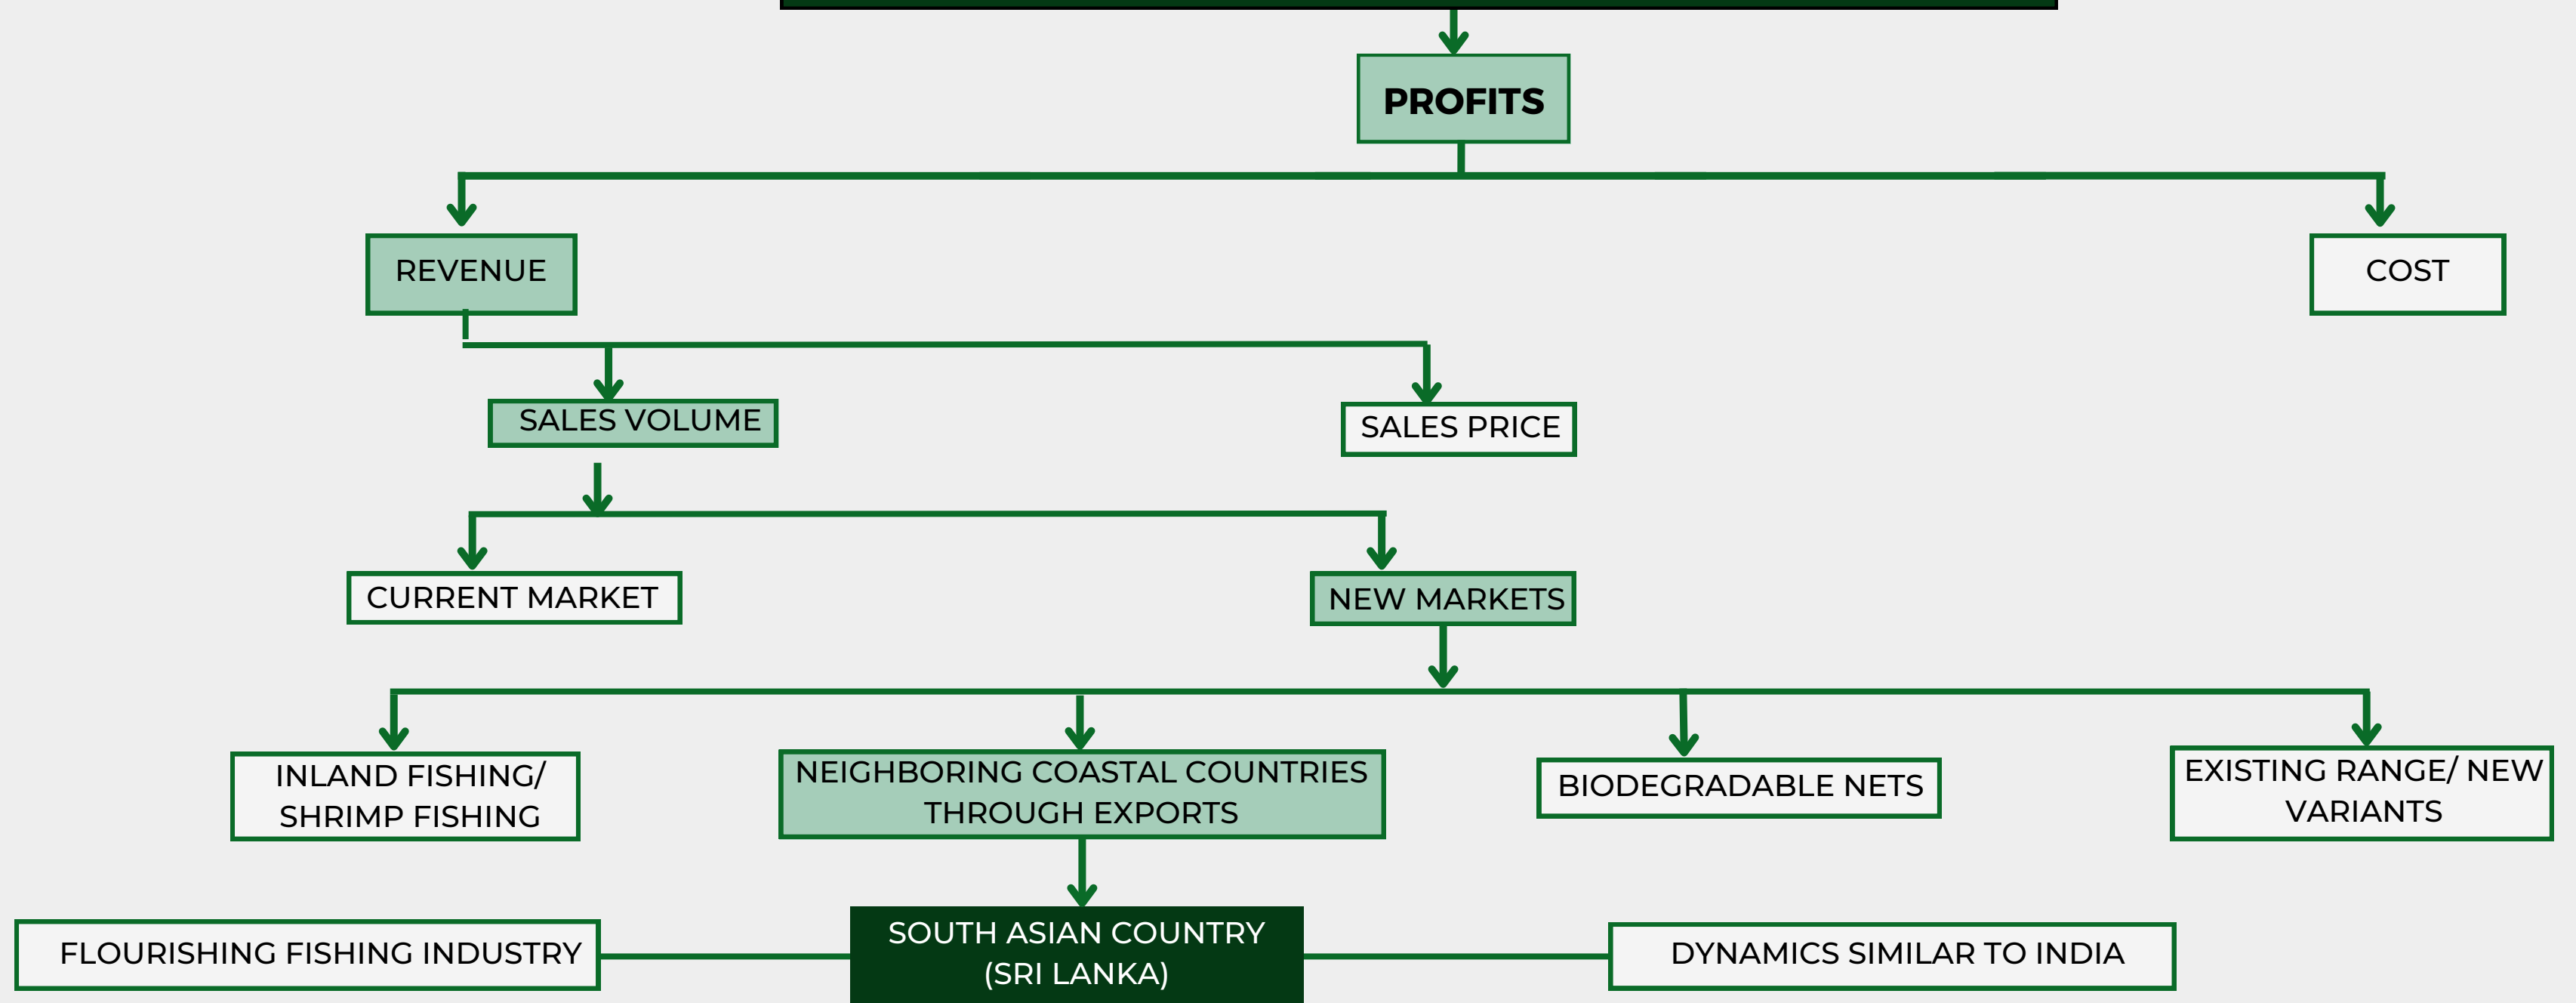 PROFITS
REVENUE
COST
SALES VOLUME
SALES PRICE
CURRENT MARKET
NEW MARKETS
INLAND FISHING/
SHRIMP FISHING
NEIGHBORING COASTAL COUNTRIES
THROUGH EXPORTS
BIODEGRADABLE NETS
EXISTING RANGE/ NEW
VARIANTS
FLOURISHING FISHING INDUSTRY
SOUTH ASIAN COUNTRY
(SRI LANKA)
DYNAMICS SIMILAR TO INDIA